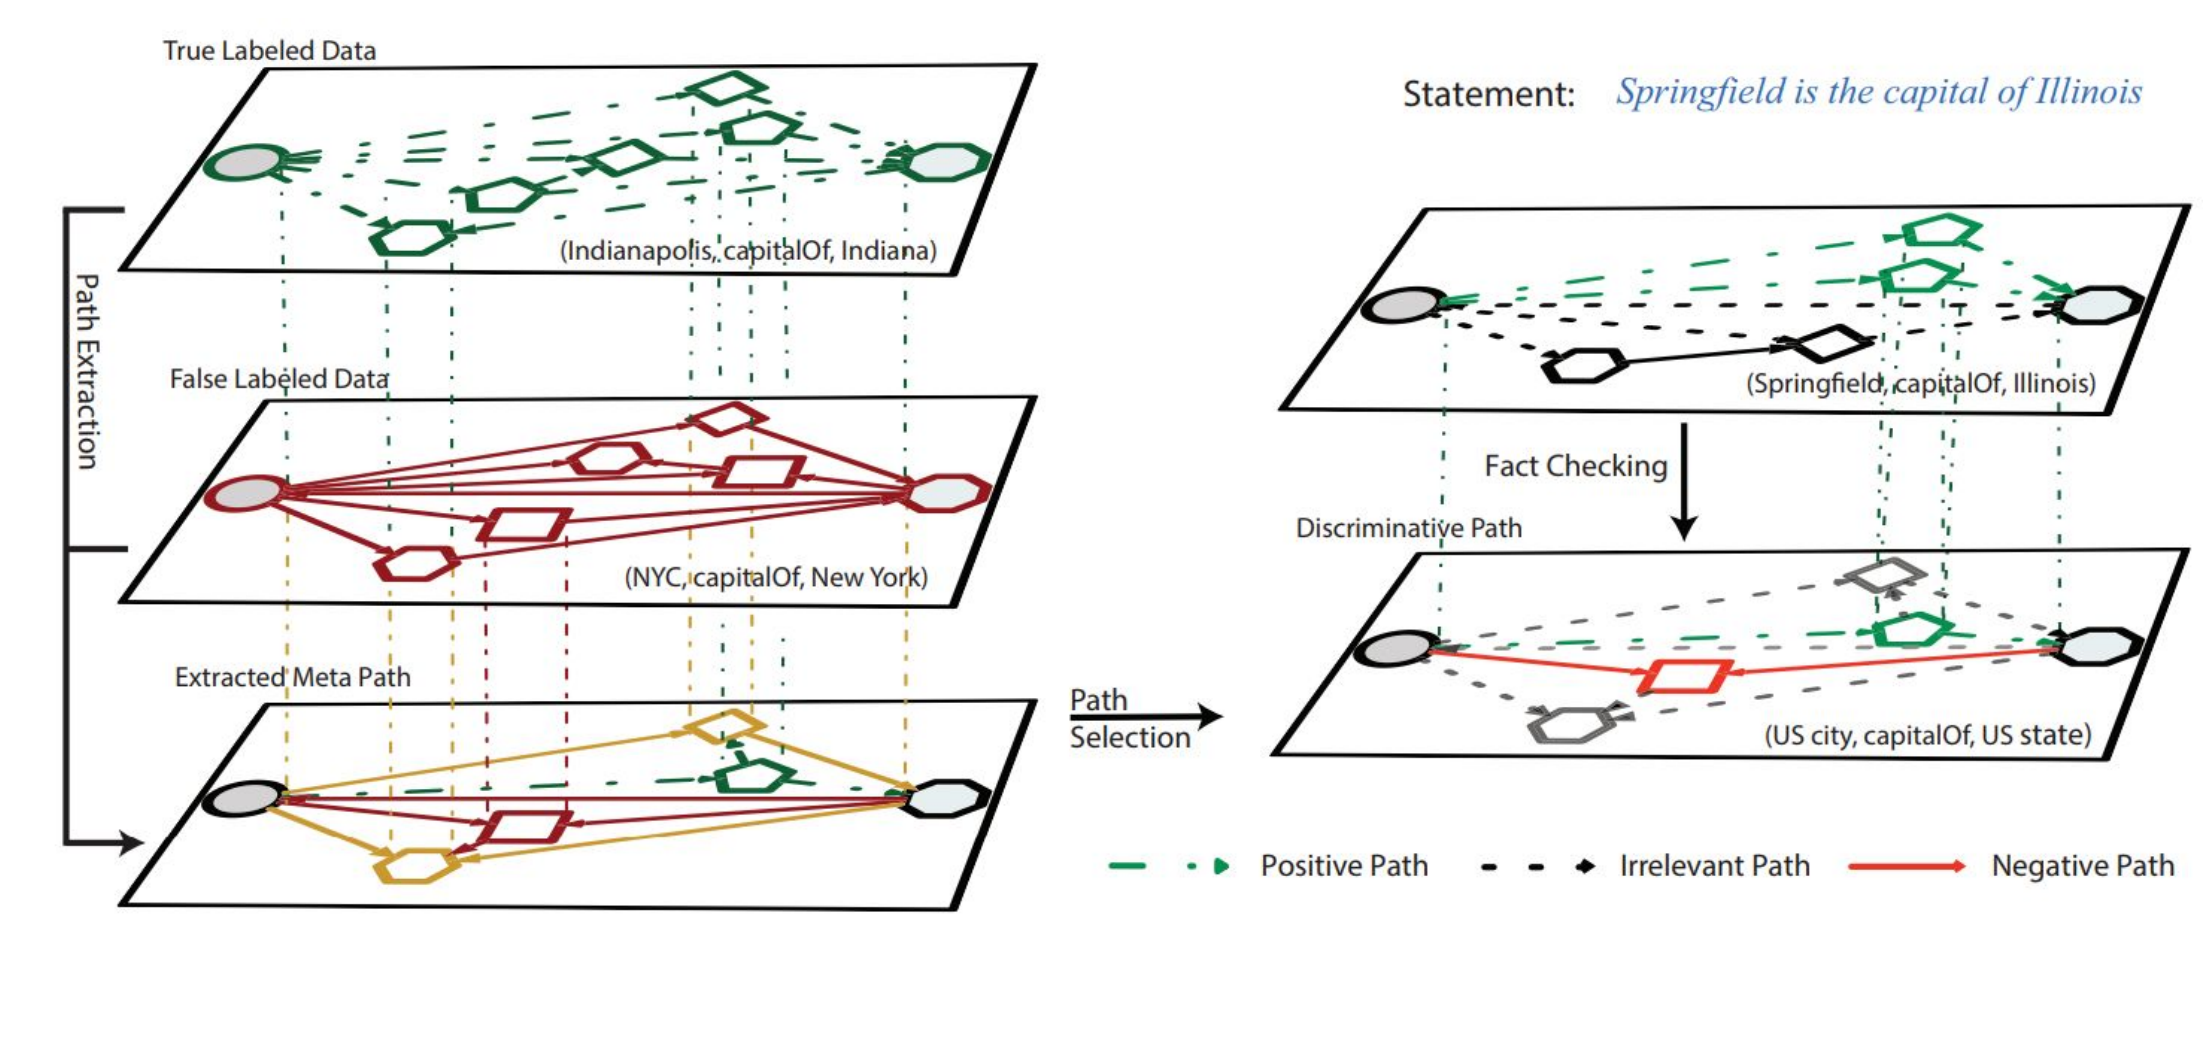 True Labeled Data
(Indianapolis, capitalOf, Indiana)
Path Extraction
False Labeled Data
(NYC, capitalOf, New York)
Extracted Meta Path
Path
Selection
Statement: Springfield is the capital of Illinois
(Springfield, capitalOf, Illinois)
Fact Checking
Discriminative Path
(US city, capitalOf, US state)
Positive Path Irrelevant Path Negative Path